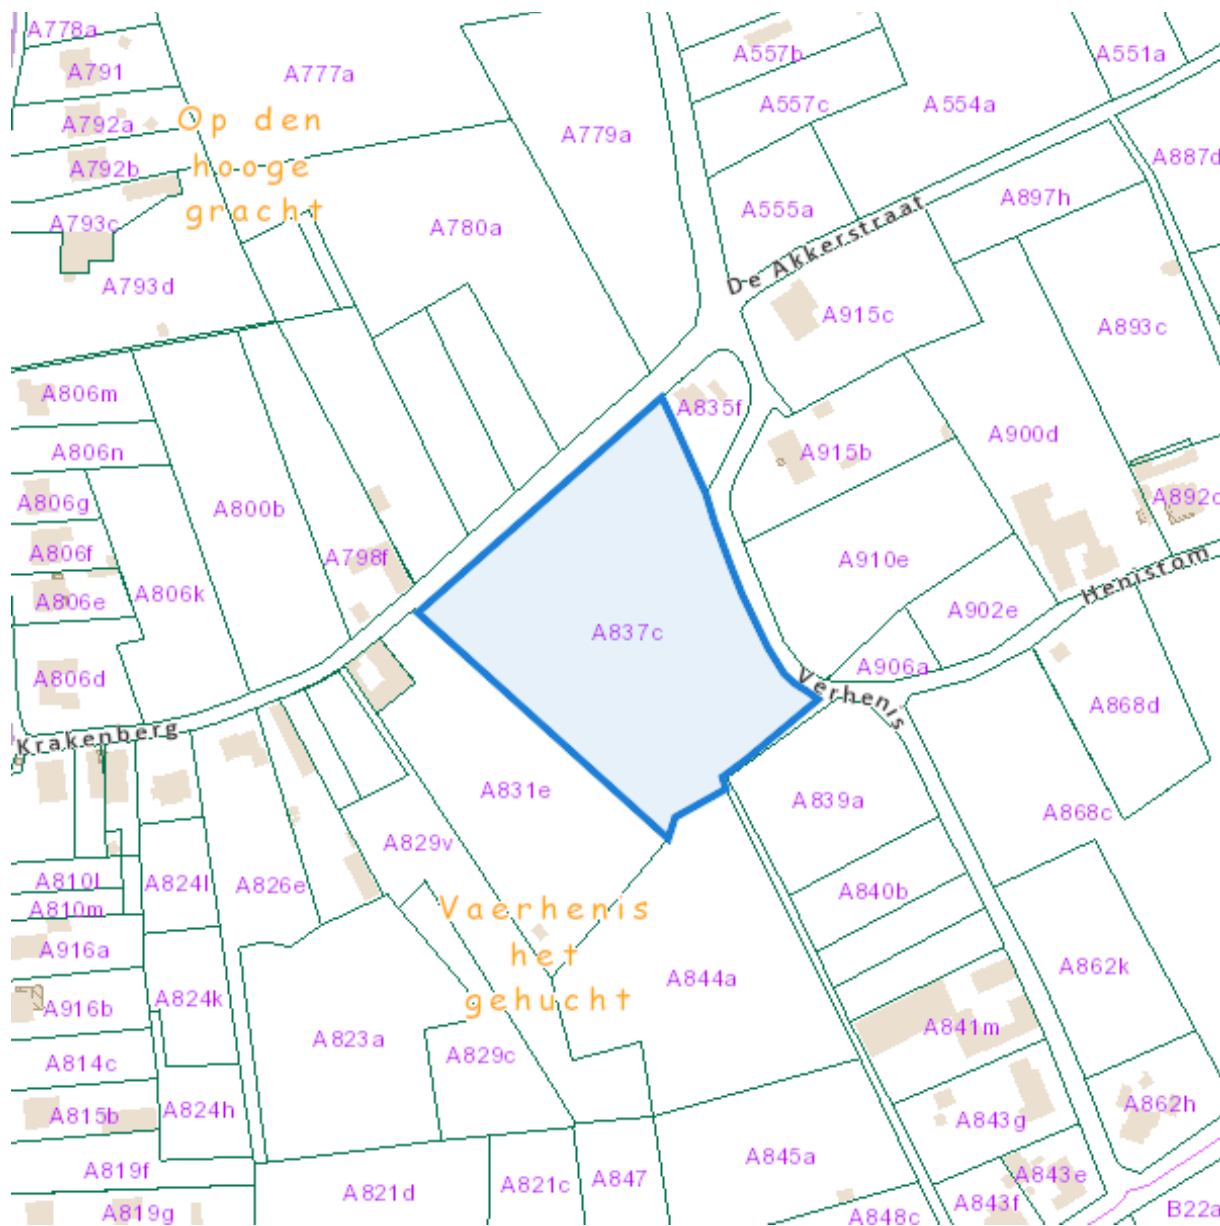 A778a
A557b
A551a
A791
A777a
A557c
A554a
A792a
Op den
A779a
A792b
hooge
A887d
A897h
A793c
gracht
A780a
A555a
De Akkerstraat
A793d
A915c
A893c
A806m
A835f
A806n
A915b
A900d
A806g
A800b
A892c
A806f
A798f
A910e
Henistom
A806e
A806k
A902e
A837c
A906a
A806d
Verhenis
A868d
Krakenberg
A831e
A839a
A868c
A829v
A810l
A824l
A826e
A840b
A810m
Vaerhenis
A916a
het
A844a
A862k
A916b
A824k
gehucht
A841m
A823a
A829c
A814c
A815b
A824h
A843g
A862h
A819f
A845a
A843e
A821d
A821c
A847
A843f
A819g
A848c
B22a